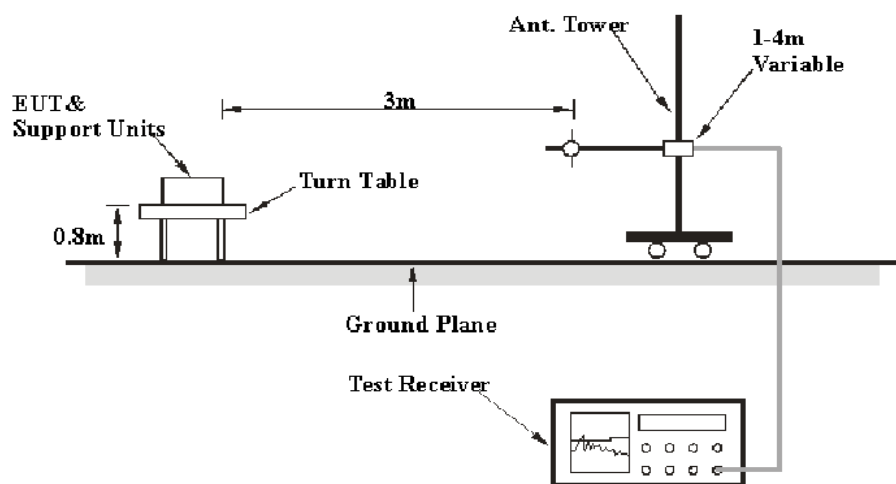 Ant. Tower
1-4m
Variable
EUT&
Support Units
3m
Turn Table
0.8m
Ground Plane
Test Receiver